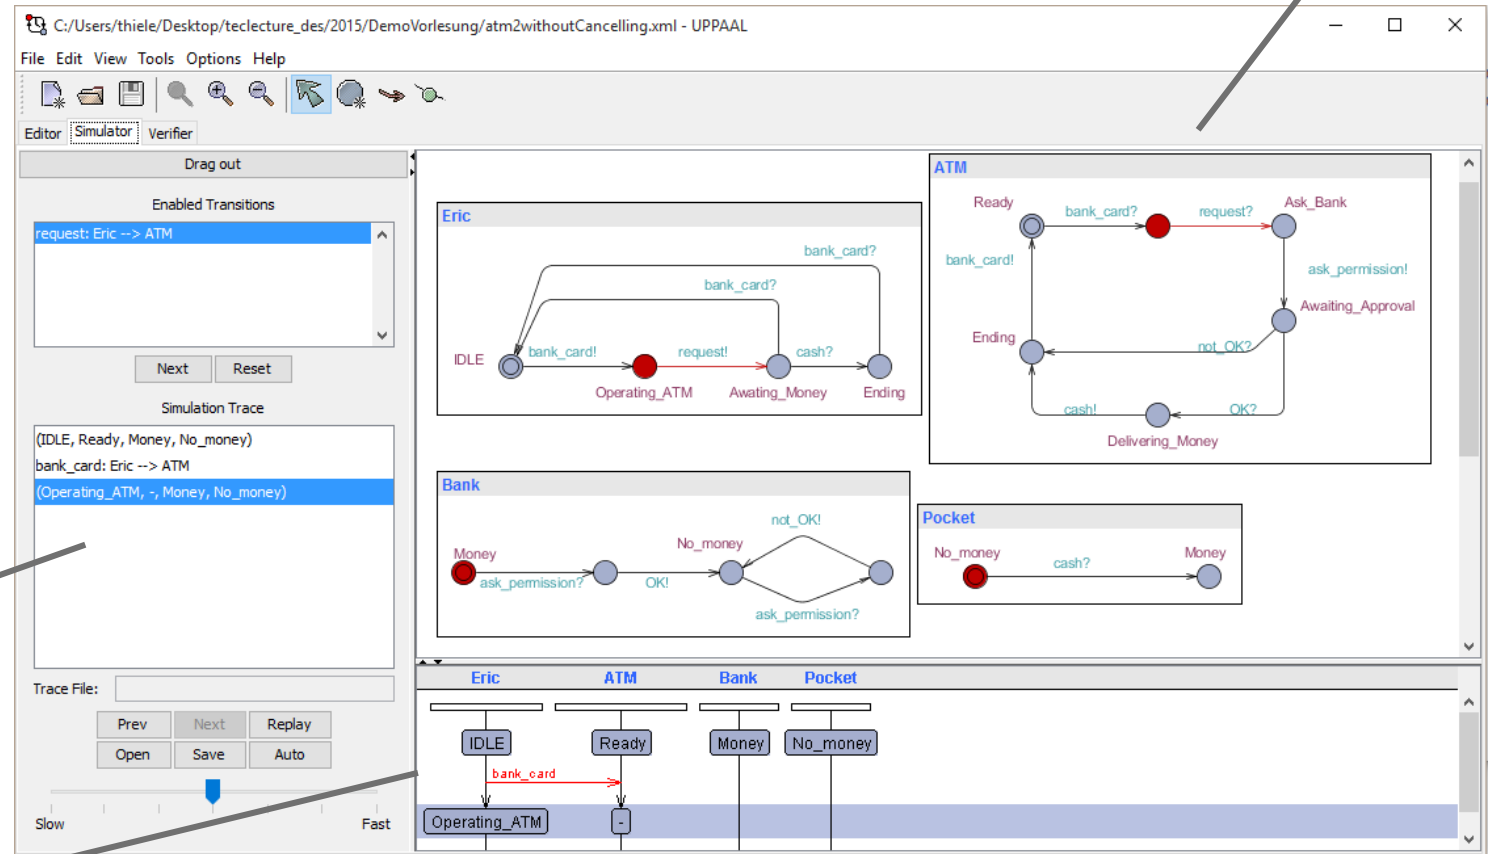 C:/Users/thiele/Desktop/teclecture_des/2015/DemoVorlesung/atm2withoutCancelling.xml - UPPAAL
File Edit View Tools Options Help
Editor Simulator Verifier
Drag out
Enabled Transitions
request: Eric --> ATM
Next Reset
Simulation Trace
(IDLE, Ready, Money, No_money)
bank_card: Eric --> ATM
(Operating_ATM, -, Money, No_money)
Trace File:
Prev Next Replay
Open Save Auto
Slow Fast
Eric
bank_card?
bank_card?
IDLE bank_card! request! cash?
Operating_ATM Awating_Money Ending
ATM
Ready bank_card? request? Ask_Bank
bank_card! ask_permission!
Awaiting_Approval
Ending not_OK?
cash! OK?
Delivering_Money
Bank
not_OK!
Money No_money
ask_permission? OK!
ask_permission?
Pocket
No_money cash? Money
Eric ATM Bank Pocket
IDLE Ready Money No_money
bank_card
Operating_ATM -